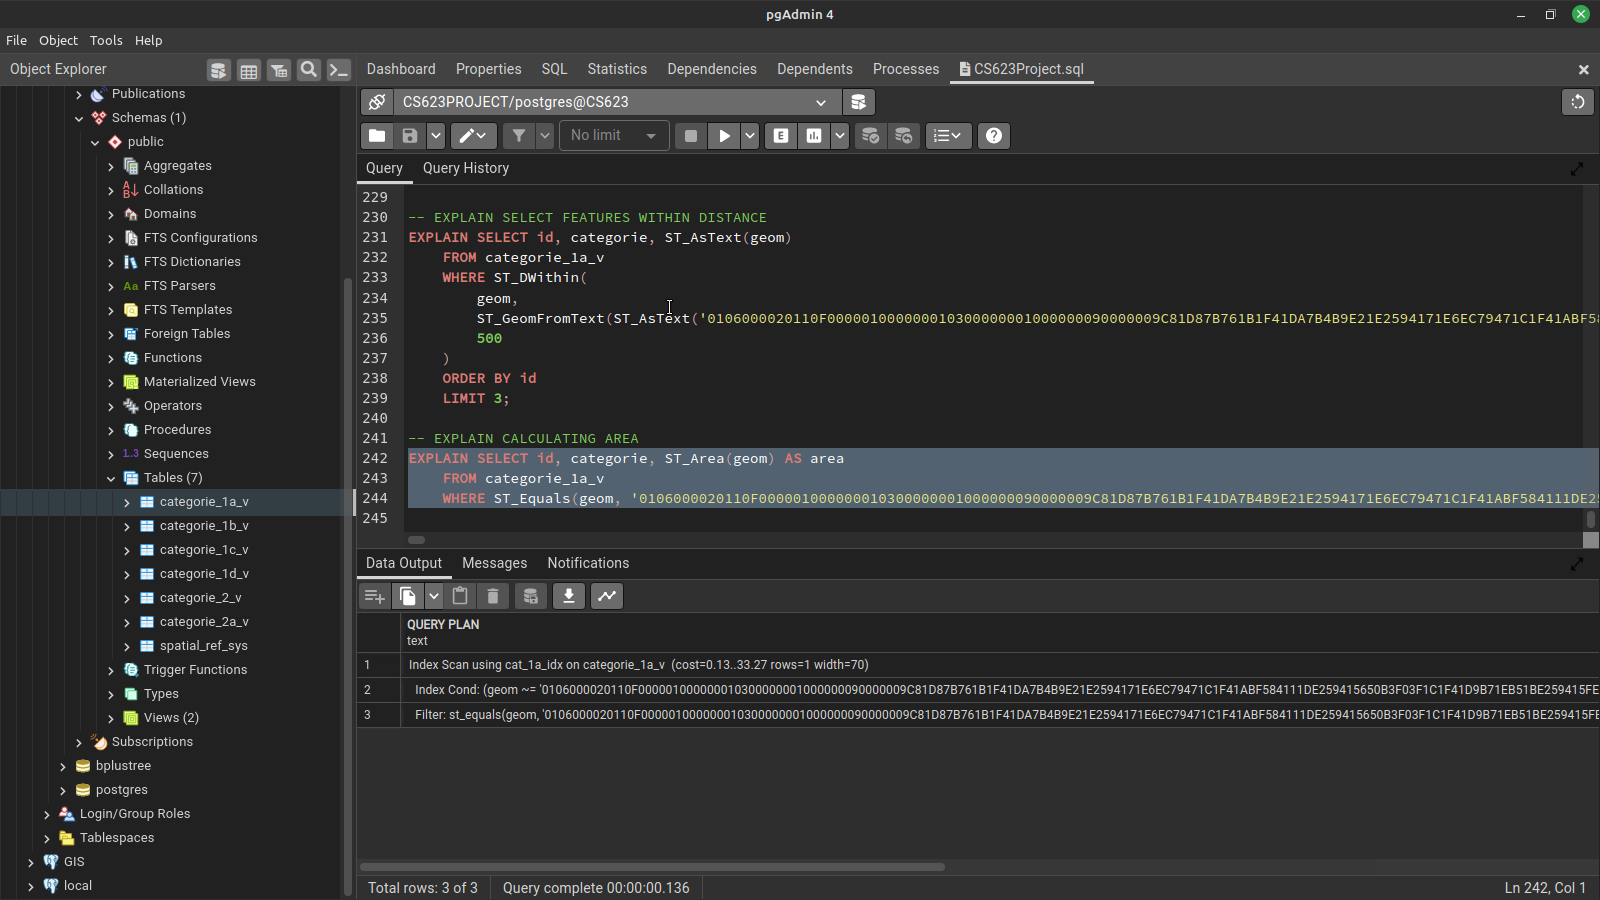 pgAdmin 4
File Object Tools Help
Object Explorer
Publications
Schemas (1)
public
Aggregates
Collations
Domains
FTS Configurations
FTS Dictionaries
Aa FTS Parsers
FTS Templates
Foreign Tables
Functions
Materialized Views
Operators
Procedures
1.3 Sequences
Tables (7)
categorie_1a_v
categorie_1b_v
categorie_1c_v
categorie_1d_v
categorie_2_v
categorie_2a_v
spatial_ref_sys
Trigger Functions
Types
Views (2)
Subscriptions
bplustree
postgres
Login/Group Roles
Tablespaces
GIS
local
Dashboard Properties SQL Statistics Dependencies Dependents Processes CS623Project.sql
CS623PROJECT/postgres@CS623
No limit E
Query Query History
229
230 -- EXPLAIN SELECT FEATURES WITHIN DISTANCE
231 EXPLAIN SELECT id, categorie, ST_AsText(geom)
232 FROM categorie_1a_v
233 WHERE ST_DWithin(
234 geom,
235 ST_GeomFromText(ST_AsText('0106000020110F00000100000001030000000100000009000000​9C81D87B761B1F41DA7B4B9E21E2594171E6EC79471C1F41ABF58
236 500
237 )
238 ORDER BY id
239 LIMIT 3;
240
241 -- EXPLAIN CALCULATING AREA
242 EXPLAIN SELECT id, categorie, ST_Area(geom) AS area
243 FROM categorie_1a_v
244 WHERE ST_Equals(geom, '0106000020110F000001000000010300000001000000090000009C81D87B761B1F41DA7B4B9E21E2594171E6EC79471C1F41ABF584111DE25
245
Data Output Messages Notifications
QUERY PLAN
text
1 Index Scan using cat_1a_idx on categorie_1a_v (cost=0.13..33.27 rows=1 width=70)
2 Index Cond: (geom ~= '0106000020110F000001000000010300000001000000090000009C81D87B761B1F41DA7B4B9E21E2594171E6EC79471C1F41ABF584111DE259415650B3F03F1C1F41D9B71EB51BE259415FE
3 Filter: st_equals(geom, '0106000020110F000001000000010300000001000000090000009C81D87B761B1F41DA7B4B9E21E2594171E6EC79471C1F41ABF584111DE259415650B3F03F1C1F41D9B71EB51BE259415FE
Total rows: 3 of 3 Query complete 00:00:00.136 Ln 242, Col 1